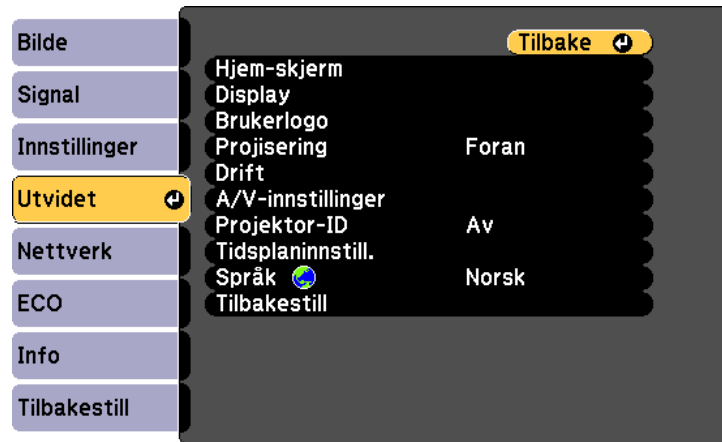 Bilde
Signal
Innstillinger
Utvidet
Nettverk
ECO
Info
Tilbakestill
Tilbake
Hjem-skjerm
Display
Brukerlogo
Projisering Foran
Drift
A/V-innstillinger
Projektor-ID Av
Tidsplaninnstill.
Språk Norsk
Tilbakestill